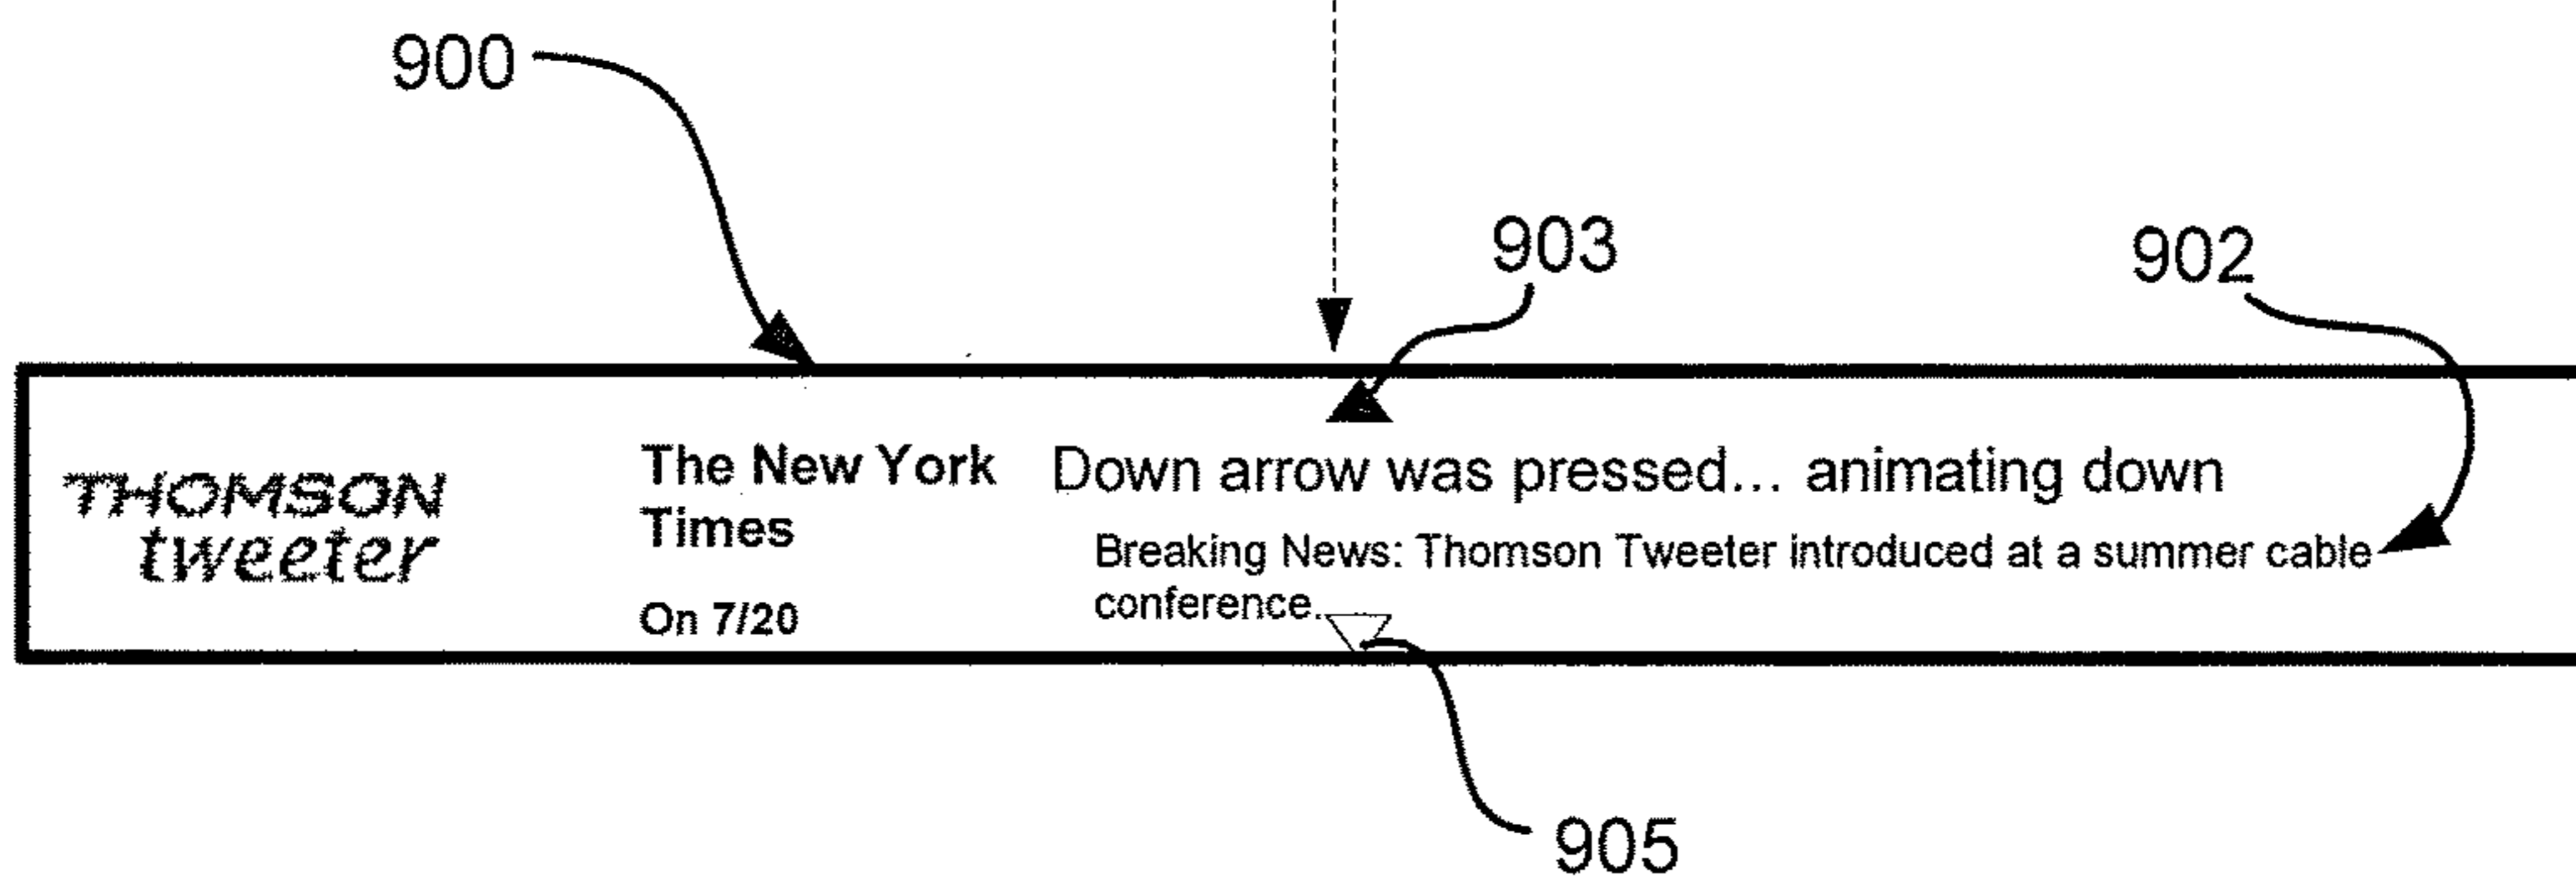 900
903
902
THOMSON
tweeter
The New York
Times
On 7/20
Down arrow was pressed... animating down
Breaking News: Thomson Tweeter introduced at a summer cable
conference.
905